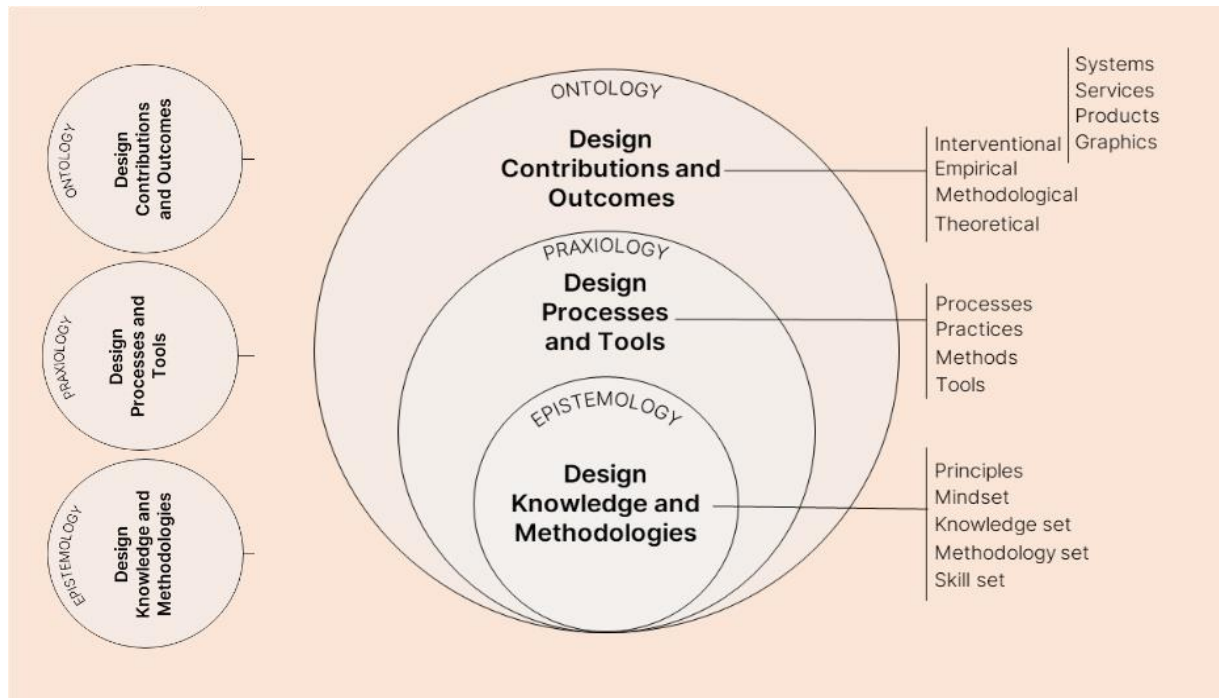 ONTOLOGY
Design
Contributions
and Outcomes
PRAXIOLOGY
Design
Processes and
Tools
EPISTEMOLOGY
Design
Knowledge and
Methodologies
ONTOLOGY
Design
Contributions and
Outcomes
PRAXIOLOGY
Design
Processes
and Tools
EPISTEMOLOGY
Design
Knowledge and
Methodologies
Systems
Services
Products
Graphics
Interventional
Empirical
Methodological
Theoretical
Processes
Practices
Methods
Tools
Principles
Mindset
Knowledge set
Methodology set
Skill set